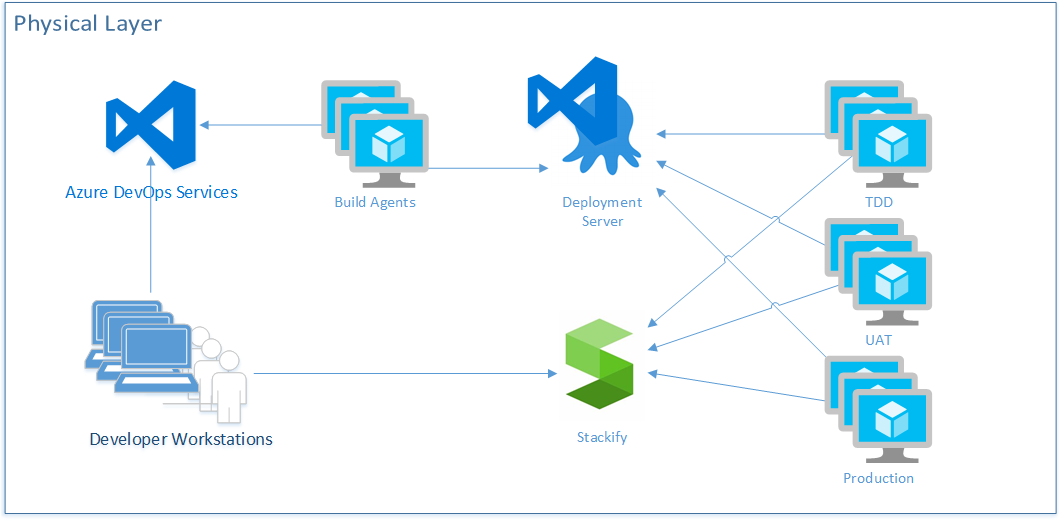 Physical Layer
Azure DevOps Services
Build Agents
Deployment
Server
TDD
UAT
Developer Workstations
Stackify
Production